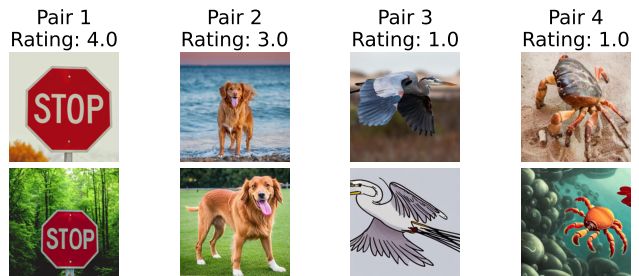 Pair 1
Rating: 4.0
Pair 2
Rating: 3.0
Pair 3
Rating: 1.0
Pair 4
Rating: 1.0
STOP
STOP